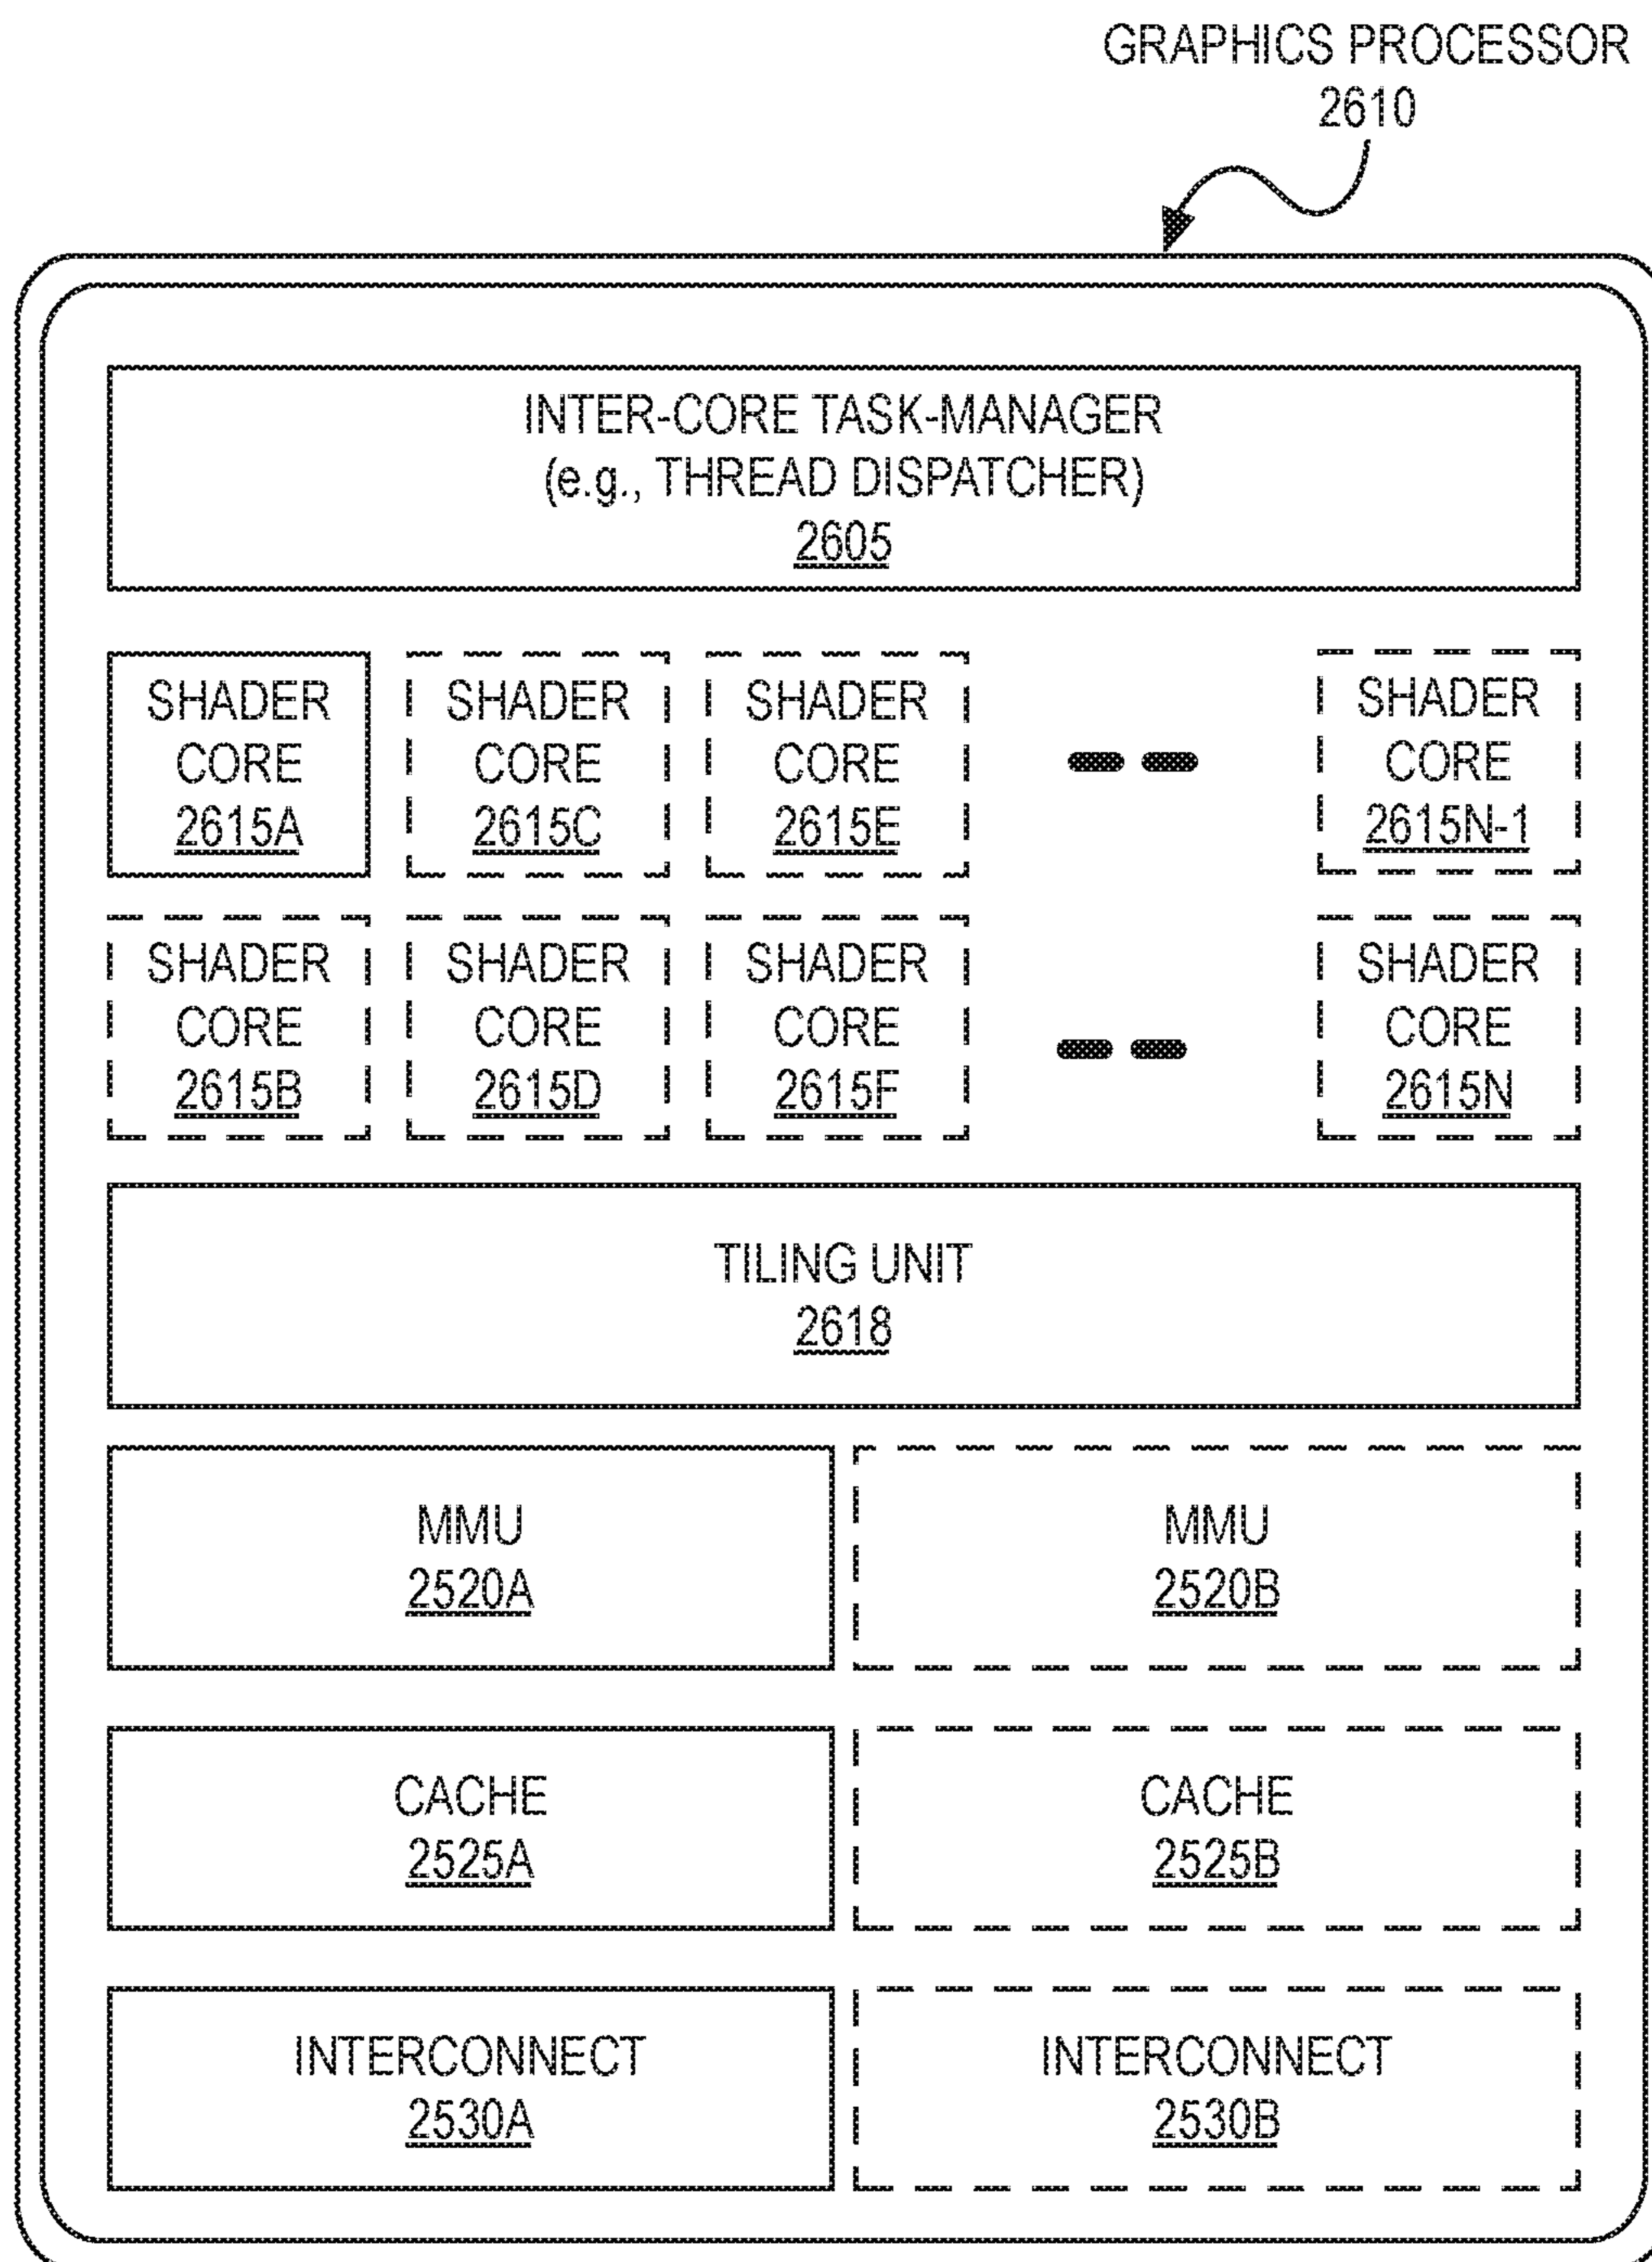 GRAPHICS PROCESSOR
2610
INTER-CORE TASK-MANAGER
(e.g., THREAD DISPATCHER)
2605
SHADER
CORE
2615A
SHADER
CORE
2615C
SHADER
CORE
2615E
SHADER
CORE
2615N-1
SHADER
CORE
2615B
SHADER
CORE
2615D
SHADER
CORE
2615F
SHADER
CORE
2615N
TILING UNIT
2618
MMU
2520A
MMU
2520B
CACHE
2525A
CACHE
2525B
INTERCONNECT
2530A
INTERCONNECT
2530B